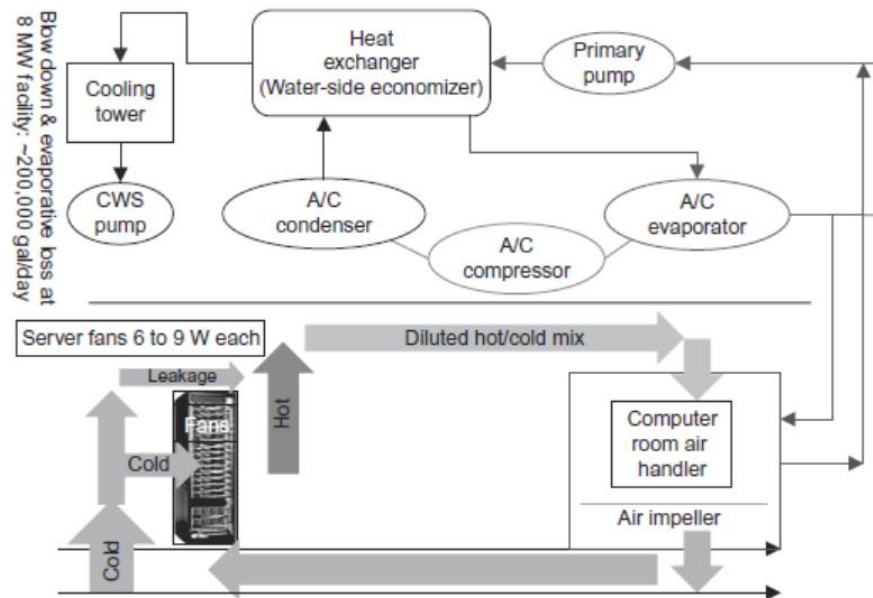 Blow down & evaporative loss at
8 MW facility: ~200,000 gal/day
Cooling
tower
CWS
pump
Heat
exchanger
(Water-side economizer)
Primary
pump
A/C
condenser
A/C
compressor
A/C
evaporator
Server fans 6 to 9 W each
Diluted hot/cold mix
Leakage
Fans
Hot
Cold
Cold
Computer
room air
handler
Air impeller